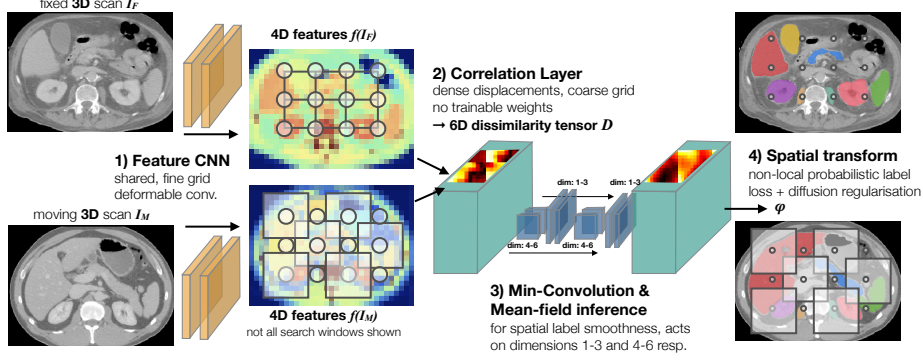 fixed 3D scan I_F
4D features f(I_F)
2) Correlation Layer
dense displacements, coarse grid
no trainable weights
→ 6D dissimilarity tensor D
1) Feature CNN
shared, fine grid
deformable conv.
moving 3D scan I_M
dim: 1-3
dim: 1-3
dim: 4-6
dim: 4-6
4) Spatial transform
non-local probabilistic label
loss + diffusion regularisation
φ
3) Min-Convolution &
Mean-field inference
for spatial label smoothness, acts
on dimensions 1-3 and 4-6 resp.
4D features f(I_M)
not all search windows shown